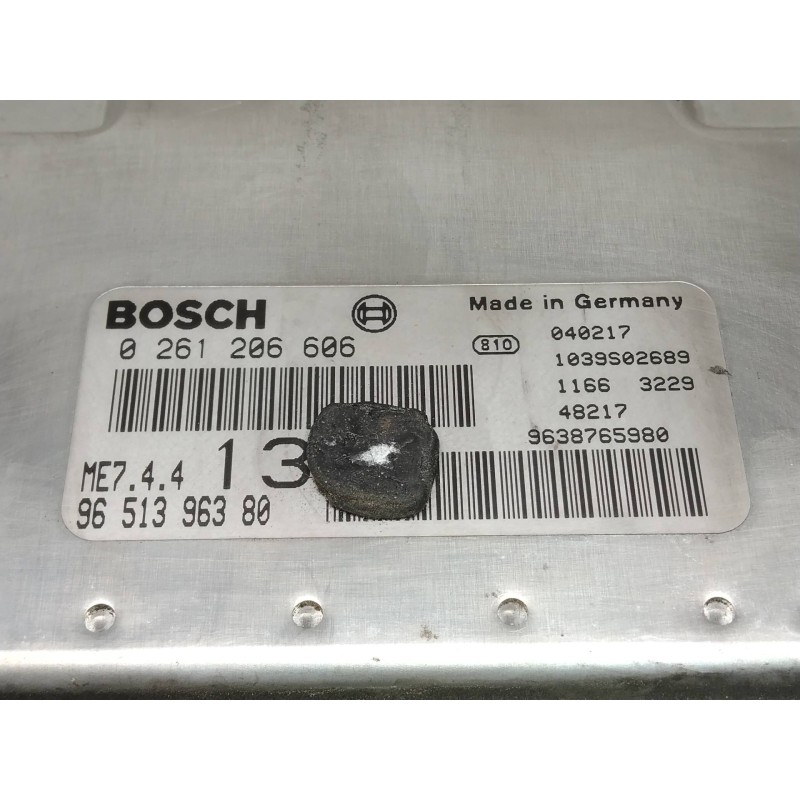 BOSCH
0 261 206 606
ME7.4.4 13
96 513 963 80
Made in Germany
810 040217
1039S02689
1166 3229
48217
9638765980